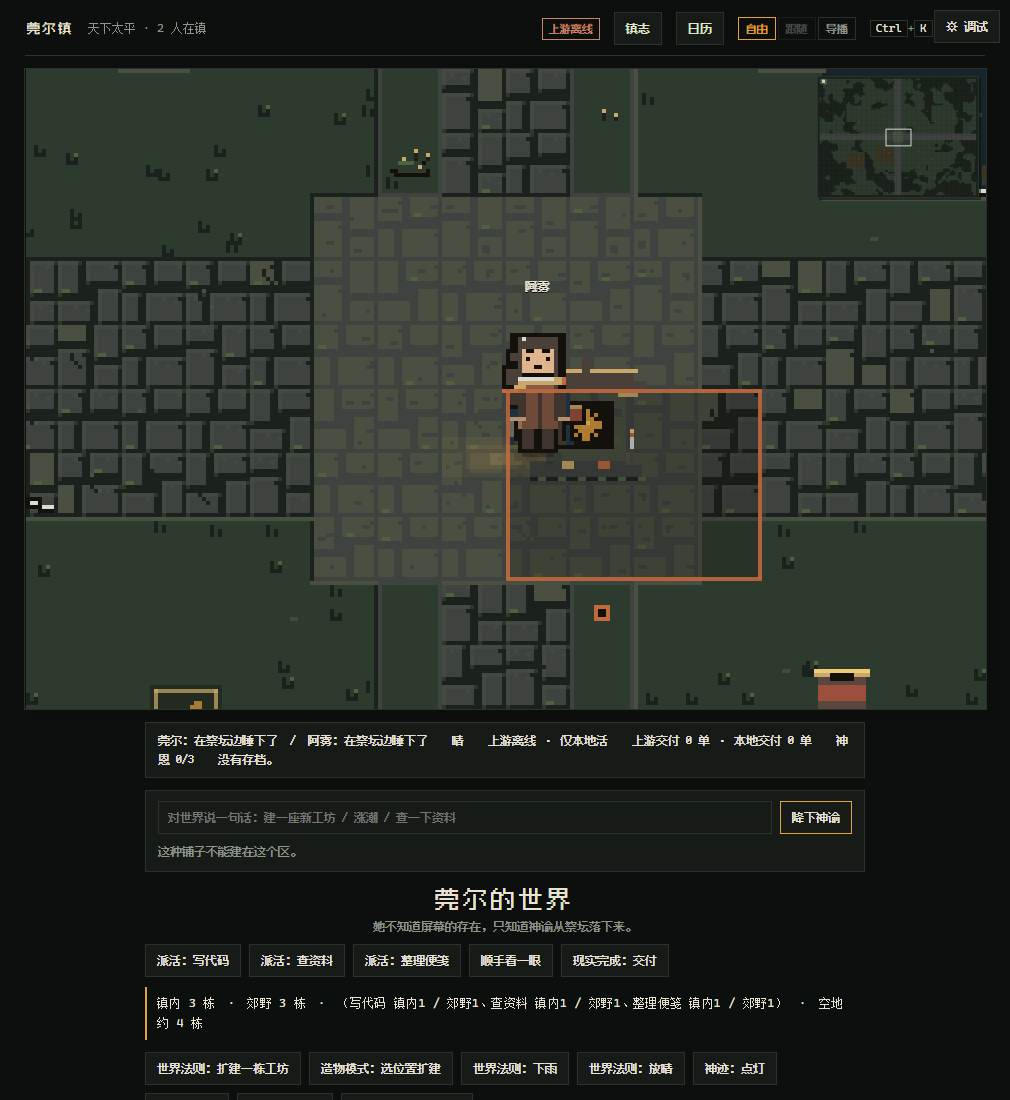 莞尔镇 天下太平 · 2 人在镇 上游离线 镇志 日历 自由 跟随 导播 Ctrl + K 调试
阿雾
莞尔: 在祭坛边睡下了 / 阿雾: 在祭坛边睡下了 晴 上游离线 · 仅本地活 上游交付 0 单 · 本地交付 0 单 神
恩 0/3 没有存档。
对世界说一句话: 建一座新工坊 / 涨潮 / 查一下资料 降下神谕
这种铺子不能建在这个区。
莞尔的世界
她不知道屏幕的存在，只知道神谕从祭坛落下来。
派活: 写代码 派活: 查资料 派活: 整理便笺 顺手看一眼 现实完成: 交付
镇内 3 栋 · 郊野 3 栋 · （写代码 镇内1 / 郊野1、查资料 镇内1 / 郊野1、整理便笺 镇内1 / 郊野1） · 空地
约 4 栋
世界法则: 扩建一栋工坊 造物模式: 选位置扩建 世界法则: 下雨 世界法则: 放晴 神迹: 点灯